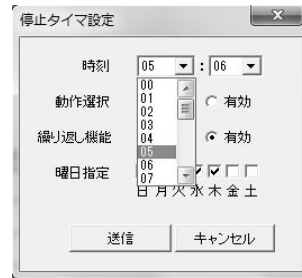 停止タイマ設定
時刻 05 : 06
00
動作選択 01 有効
02
03
繰り返し機能 04 有効
05
曜日指定 06
07
日 月 火 水 木 金 土
送信 キャンセル